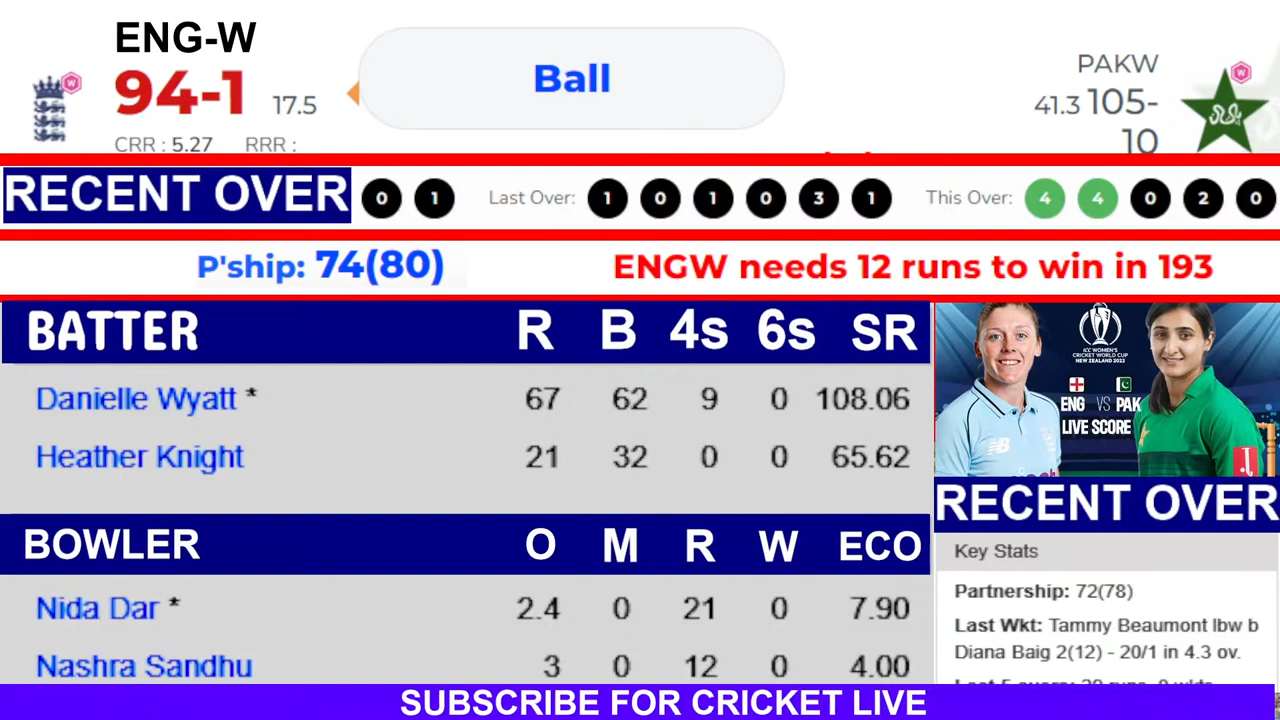 ENG-W
94-1 17.5
CRR : 5.27 RRR :
Ball
PAKW
41.3 105-
10
RECENT OVER 0 1 Last Over: 1 0 1 0 3 1 This Over: 4 4 0 2 0
P'ship: 74(80) ENGW needs 12 runs to win in 193
BATTER R B 4s 6s SR
Danielle Wyatt * 67 62 9 0 108.06
Heather Knight 21 32 0 0 65.62
BOWLER O M R W ECO
Nida Dar * 2.4 0 21 0 7.90
Nashra Sandhu 3 0 12 0 4.00
ICC WOMEN'S
CRICKET WORLD CUP
NEW ZEALAND 2022
ENG VS PAK
LIVE SCORE
RECENT OVER
Key Stats
Partnership: 72(78)
Last Wkt: Tammy Beaumont lbw b
Diana Baig 2(12) - 20/1 in 4.3 ov.
SUBSCRIBE FOR CRICKET LIVE